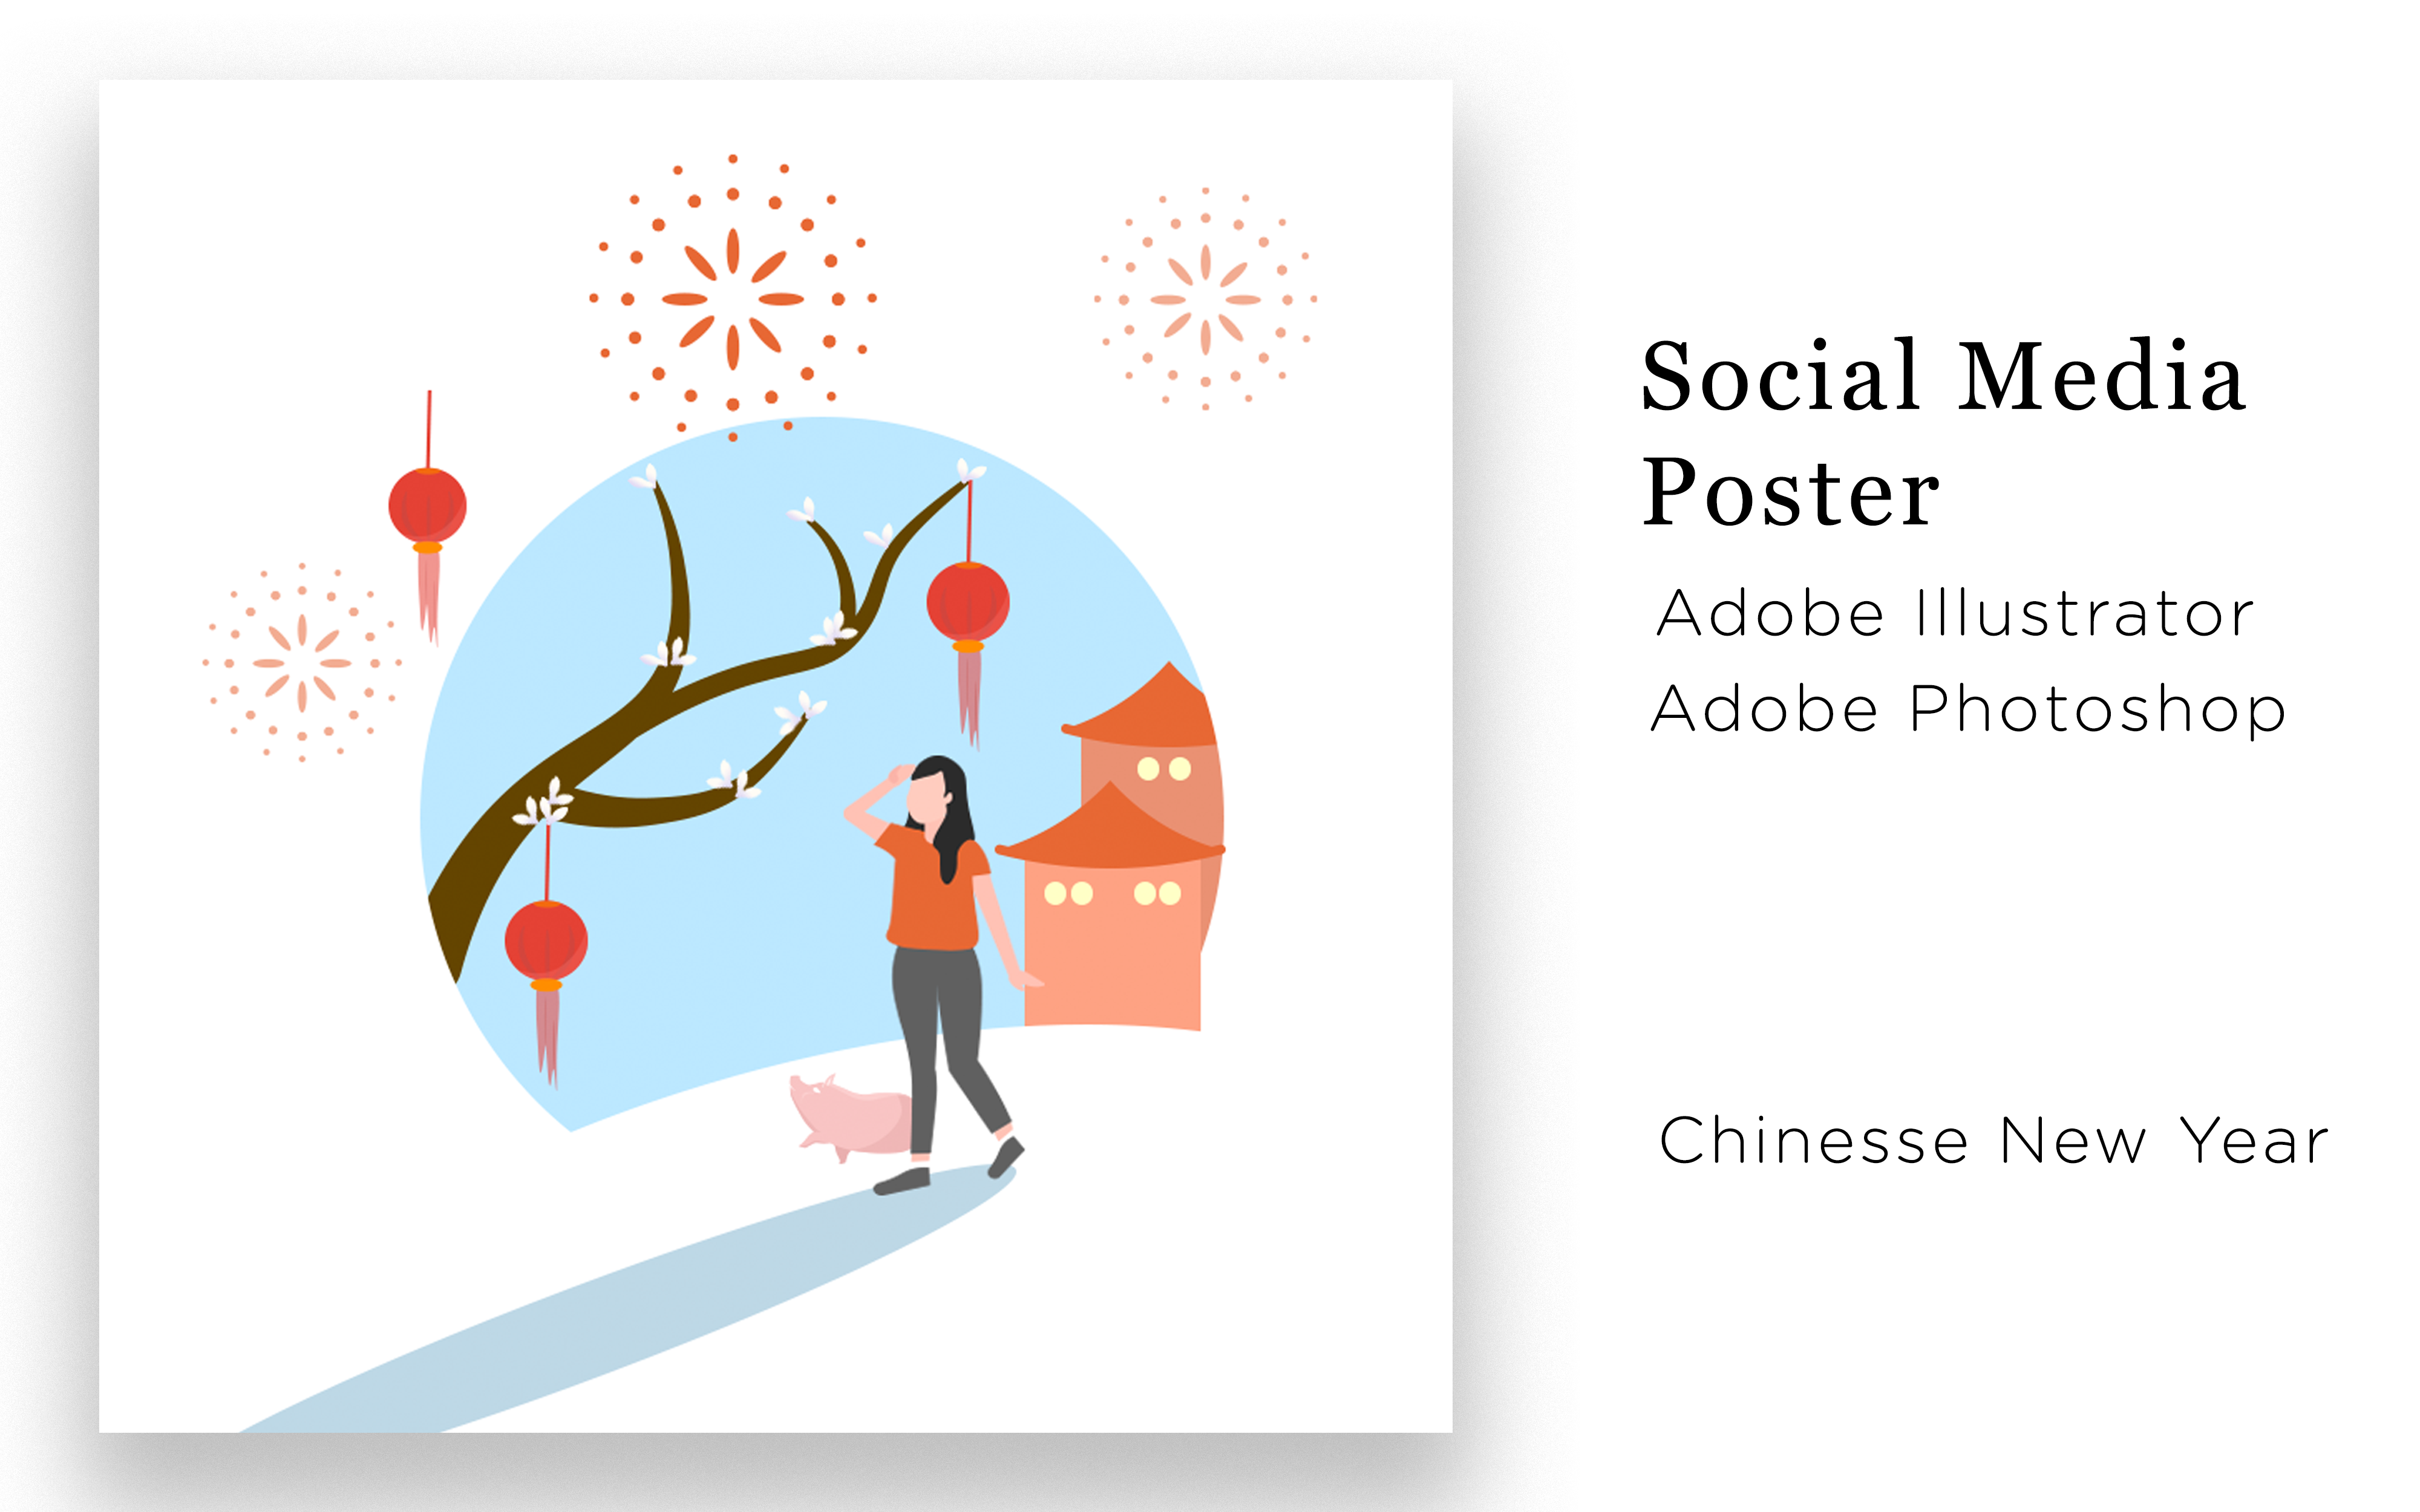 Social Media
Poster
Adobe Illustrator
Adobe Photoshop
Chinesse New Year